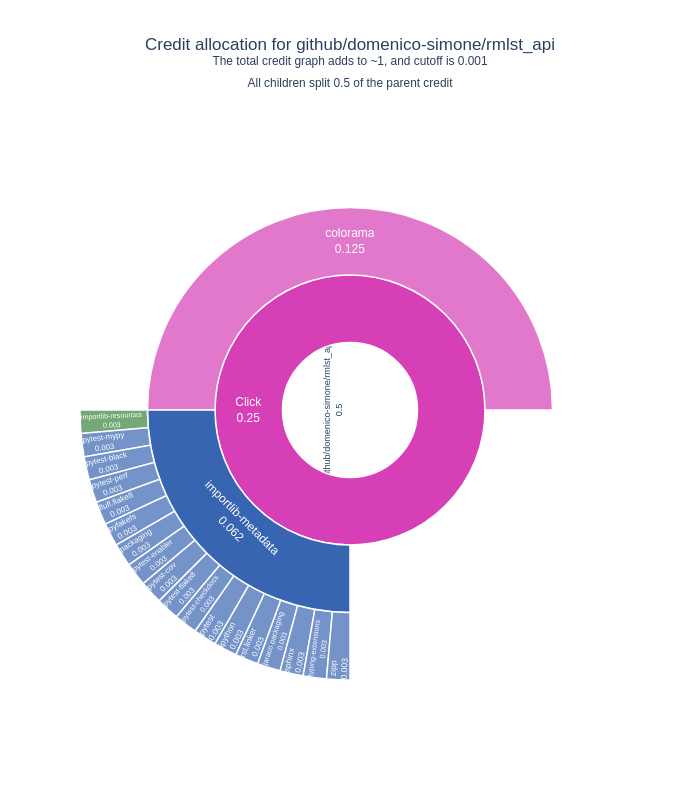 Credit allocation for github/domenico-simone/rmlst_api
The total credit graph adds to ~1, and cutoff is 0.001
All children split 0.5 of the parent credit
colorama
0.125
Click
0.25
thub/domenico-simone/rmlst_ap
0.5
importlib-metadata
0.062
importlib-resources
0.003
pytest-mypy
0.003
pytest-black
0.003
pytest-perf
0.003
flufl.flake8
0.003
pyfakefs
0.003
packaging
0.003
pytest-enabler
0.003
pytest-cov
0.003
pytest-flake8
0.003
pytest-checkdocs
0.003
pytest
0.003
ipython
0.003
rst.linker
0.003
jaraco.packaging
0.003
sphinx
0.003
typing-extensions
0.003
zipp
0.003